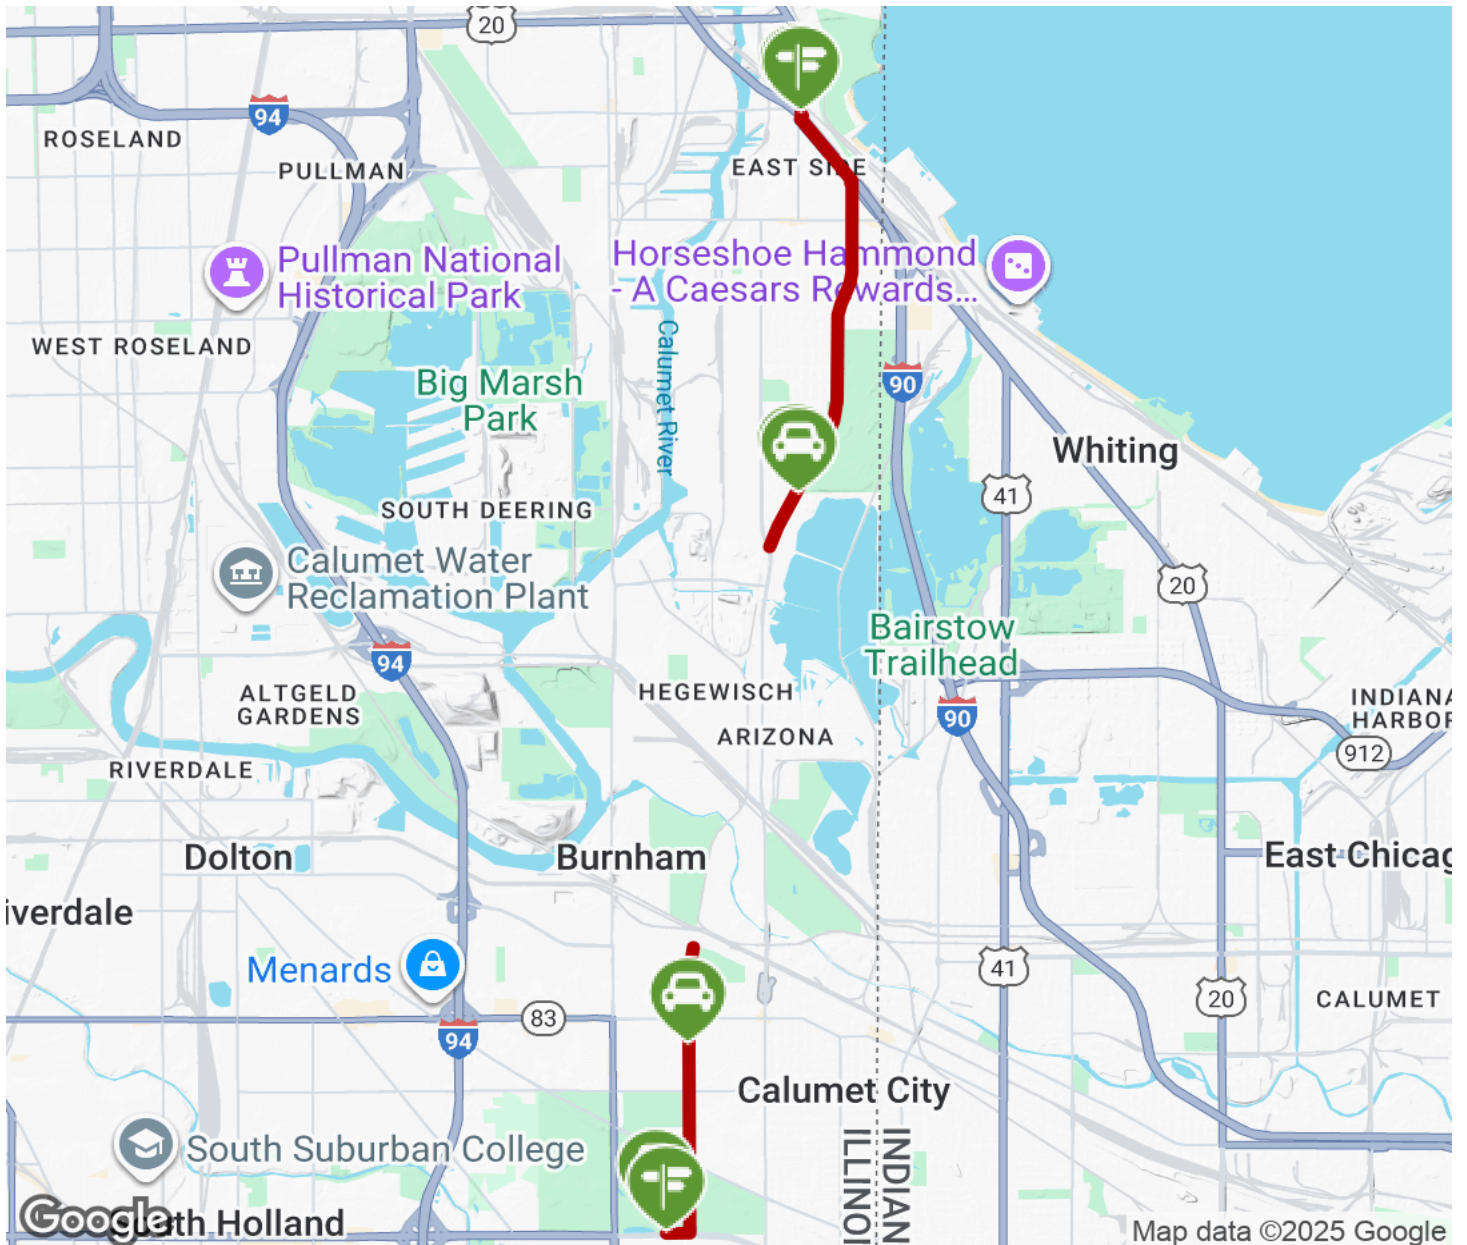 20
94
ROSELAND
PULLMAN
EAST SIDE
Pullman National
Historical Park
Horseshoe Hammond
- A Caesars Rewards...
WEST ROSELAND
Calumet River
Big Marsh
Park
90
Whiting
41
SOUTH DEERING
Calumet Water
Reclamation Plant
20
Bairstow
Trailhead
94
HEGEWISCH
ALTGELD
GARDENS
INDIANA
HARBOR
90
ARIZONA
912
RIVERDALE
Dolton
Burnham
East Chicag
iverdale
Menards
41
20
CALUMET
83
94
Calumet City
South Suburban College
ILLINOI
INDIAN
Google
South Holland
Map data ©2025 Google